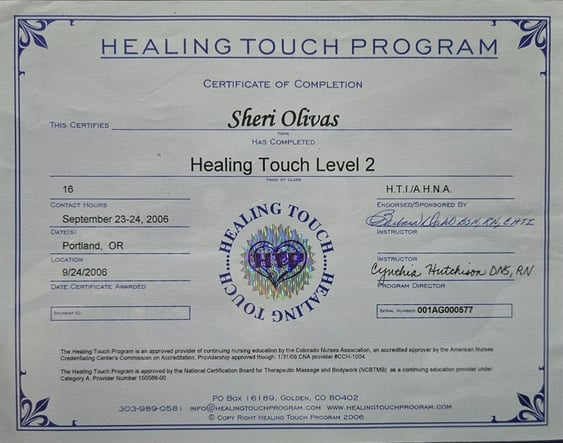 HEALING TOUCH PROGRAM
CERTIFICATE OF COMPLETION
THIS CERTIFIES Sheri Olivas
NAME
HAS COMPLETED
Healing Touch Level 2
NAME OF CLASS
16
CONTACT HOURS
September 23-24, 2006
DATE(S)
Portland, OR
LOCATION
9/24/2006
DATE CERTIFICATE AWARDED
STUDENT ID:
HEALING TOUCH....HEALING TOUCH....
HTP
H.T.I/A.H.N.A.
ENDORSED/SPONSORED BY
BSN, RN, CHTI
INSTRUCTOR
INSTRUCTOR
Cynthia Hutchison DNS, RN
PROGRAM DIRECTOR
SERIAL NUMBER: 001AG000577
The Healing Touch Program is an approved provider of continuing nursing education by the Colorado Nurses Association, an accredited approver by the American Nurses
Credentialing Center's Commission on Accreditation. Providership approved though: 1/31/08 CNA provider #CCH-1004
The Healing Touch Program is approved by the National Certification Board for Therapeutic Massage and Bodywork (NCBTMB) as a continuing education provider under
Category A. Provider Number 150588-00
PO BOX 16189, GOLDEN, CO 80402
303-989-0581 INFO@HEALINGTOUCHPROGRAM.COM WWW.HEALINGTOUCHPROGRAM.COM
© COPY RIGHT HEALING TOUCH PROGRAM 2006